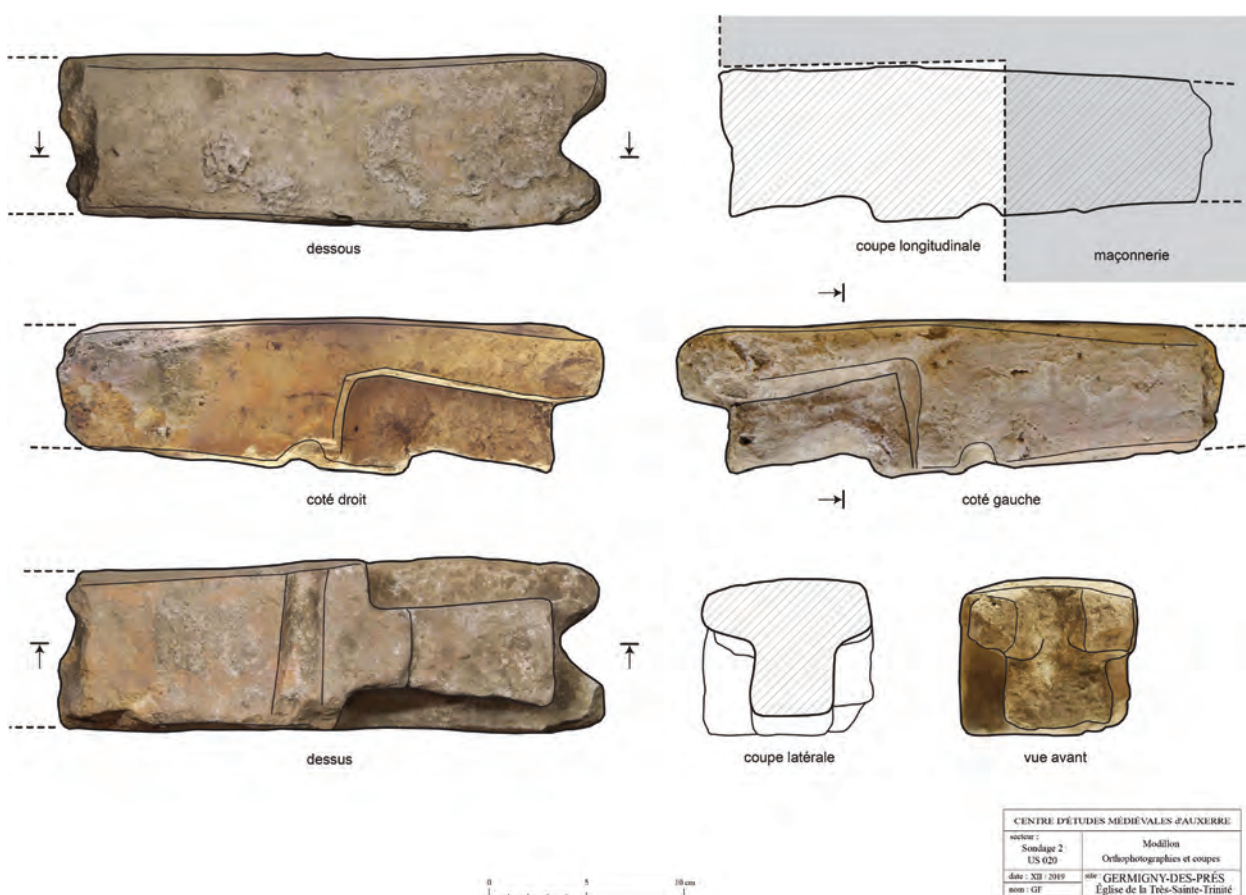 dessous
coupe longitudinale
maçonnerie
coté droit
coté gauche
dessus
coupe latérale
vue avant
0 5 10 cm
CENTRE D'ÉTUDES MÉDIÉVALES d'AUXERRE
secteur :
Sondage 2
US 020
Modillon
Orthophotographies et coupes
date : XII / 2019
nom : GF
site : GERMIGNY-DES-PRÉS
Église de la Très-Sainte-Trinité